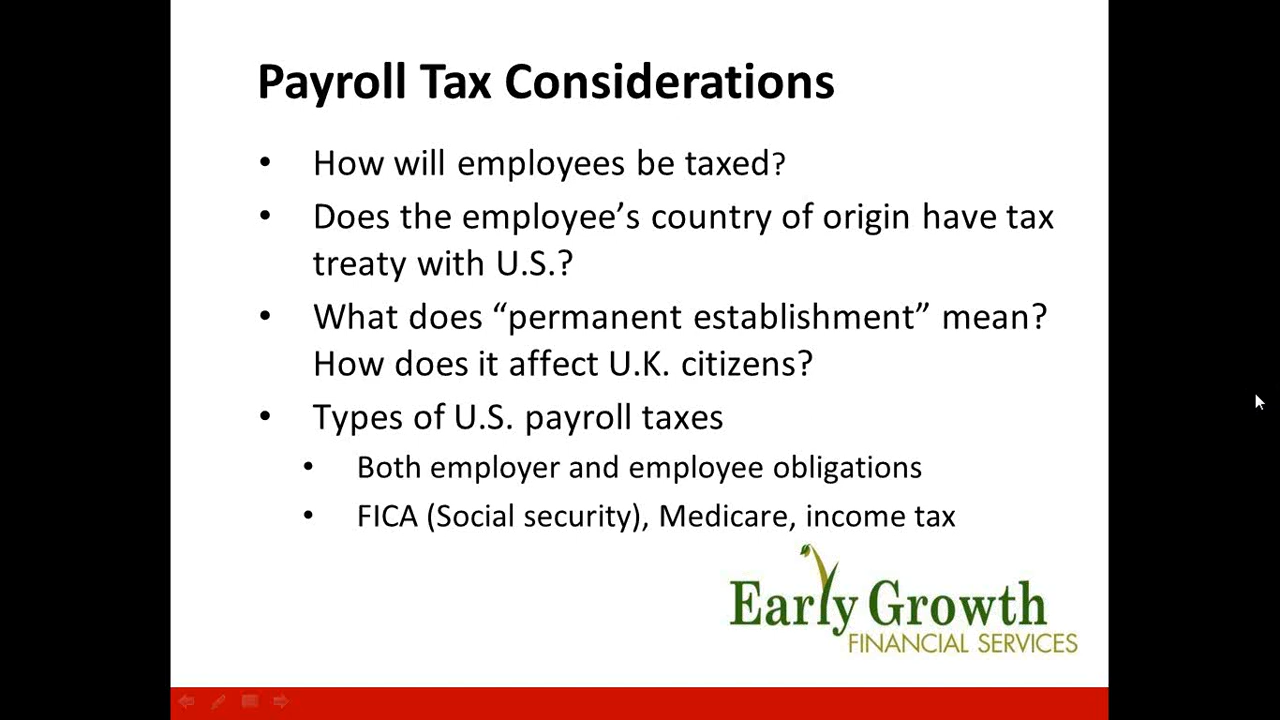 Payroll Tax Considerations
• How will employees be taxed?
• Does the employee’s country of origin have tax
treaty with U.S.?
• What does “permanent establishment” mean?
How does it affect U.K. citizens?
• Types of U.S. payroll taxes
• Both employer and employee obligations
• FICA (Social security), Medicare, income tax
Early Growth
FINANCIAL SERVICES